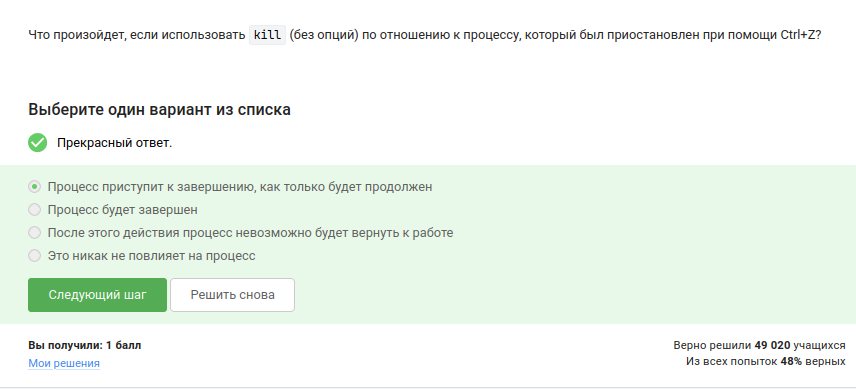 Что произойдет, если использовать kill (без опций) по отношению к процессу, который был приостановлен при помощи Ctrl+Z?
Выберите один вариант из списка
Прекрасный ответ.
Процесс приступит к завершению, как только будет продолжен
Процесс будет завершен
После этого действия процесс невозможно будет вернуть к работе
Это никак не повлияет на процесс
Следующий шаг Решить снова
Вы получили: 1 балл
Мои решения
Верно решили 49 020 учащихся
Из всех попыток 48% верных